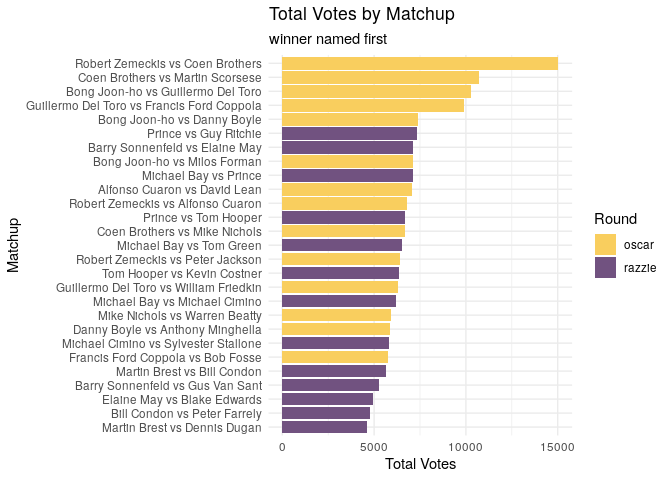 Total Votes by Matchup
winner named first
Robert Zemeckis vs Coen Brothers
Coen Brothers vs Martin Scorsese
Bong Joon-ho vs Guillermo Del Toro
Guillermo Del Toro vs Francis Ford Coppola
Bong Joon-ho vs Danny Boyle
Prince vs Guy Ritchie
Barry Sonnenfeld vs Elaine May
Bong Joon-ho vs Milos Forman
Michael Bay vs Prince
Alfonso Cuaron vs David Lean
Robert Zemeckis vs Alfonso Cuaron
Prince vs Tom Hooper
Coen Brothers vs Mike Nichols
Michael Bay vs Tom Green
Robert Zemeckis vs Peter Jackson
Tom Hooper vs Kevin Costner
Guillermo Del Toro vs William Friedkin
Michael Bay vs Michael Cimino
Mike Nichols vs Warren Beatty
Danny Boyle vs Anthony Minghella
Michael Cimino vs Sylvester Stallone
Francis Ford Coppola vs Bob Fosse
Martin Brest vs Bill Condon
Barry Sonnenfeld vs Gus Van Sant
Elaine May vs Blake Edwards
Bill Condon vs Peter Farrely
Martin Brest vs Dennis Dugan
Matchup
0 5000 10000 15000
Total Votes
Round
oscar
razzie